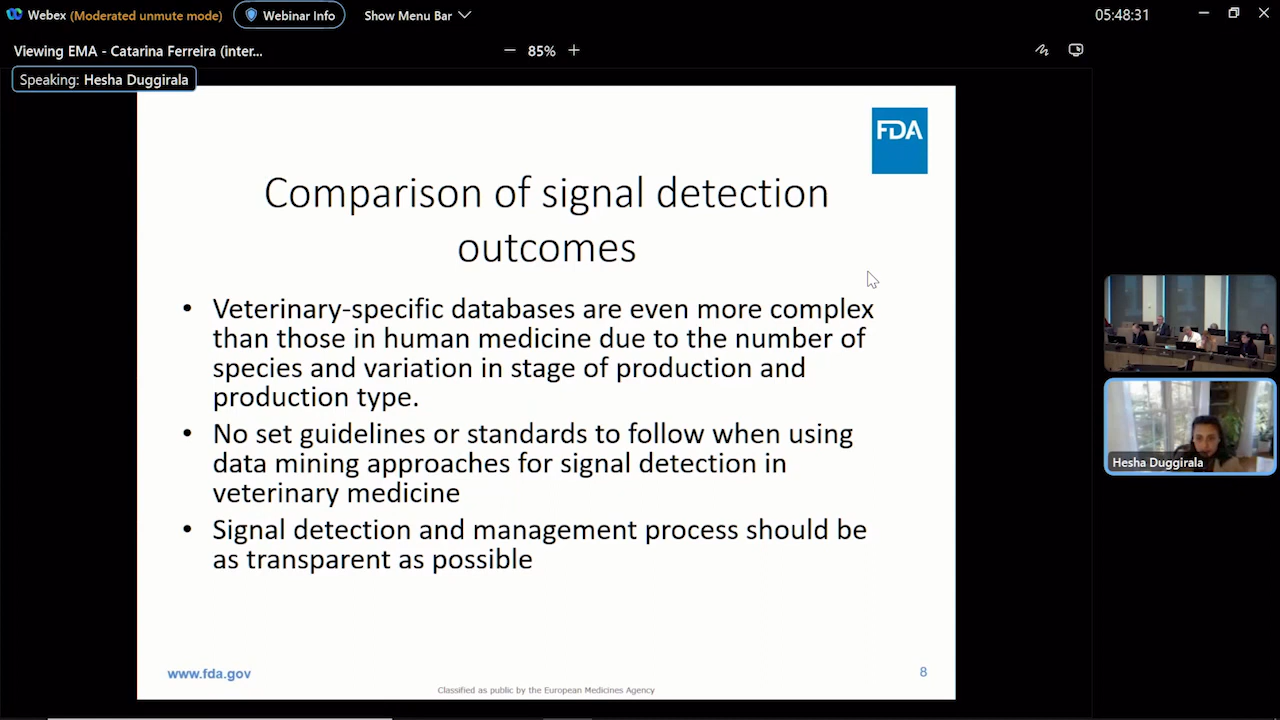 Webex (Moderated unmute mode) Webinar Info Show Menu Bar 05:48:31
Viewing EMA - Catarina Ferreira (inter... 85%
Speaking: Hesha Duggirala
FDA
Comparison of signal detection
outcomes
• Veterinary-specific databases are even more complex
than those in human medicine due to the number of
species and variation in stage of production and
production type.
• No set guidelines or standards to follow when using
data mining approaches for signal detection in
veterinary medicine
• Signal detection and management process should be
as transparent as possible
Hesha Duggirala
www.fda.gov 8
Classified as public by the European Medicines Agency